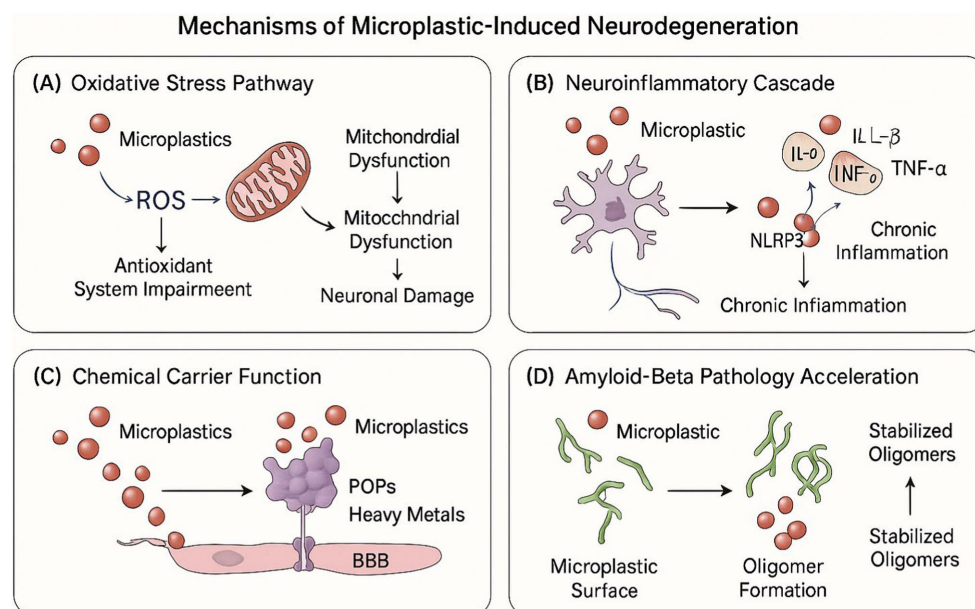 Mechanisms of Microplastic-Induced Neurodegeneration
(A) Oxidative Stress Pathway
Microplastics
ROS
Antioxidant
System Impairmeent
Mitchondrdial
Dysfunction
Mitocchndrial
Dysfunction
Neuronal Damage
(B) Neuroinflammatory Cascade
Microplastic
IL-o
ILL-β
INF-o
TNF-α
NLRP3
Chronic
Inflammation
Chronic Infiammation
(C) Chemical Carrier Function
Microplastics
Microplastics
POPs
Heavy Metals
BBB
(D) Amyloid-Beta Pathology Acceleration
Microplastic
Microplastic
Surface
Oligomer
Formation
Stabilized
Oligomers
Stabilized
Oligomers